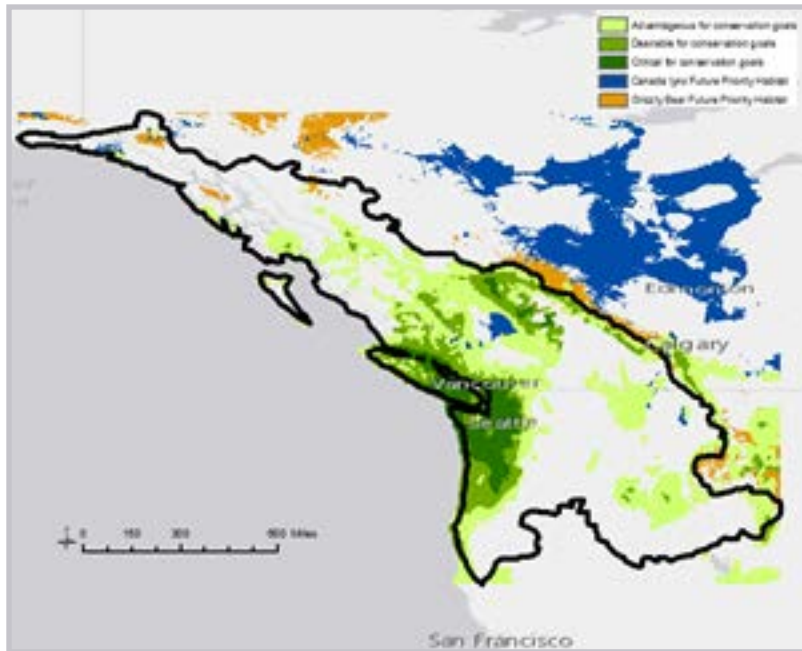 Advantageous for conservation goals
Desirable for conservation goals
Critical for conservation goals
Canada lynx Future Priority Habitat
Grizzly Bear Future Priority Habitat
Edmonton
Calgary
Vancouver
Seattle
0 150 300 600 Miles
San Francisco